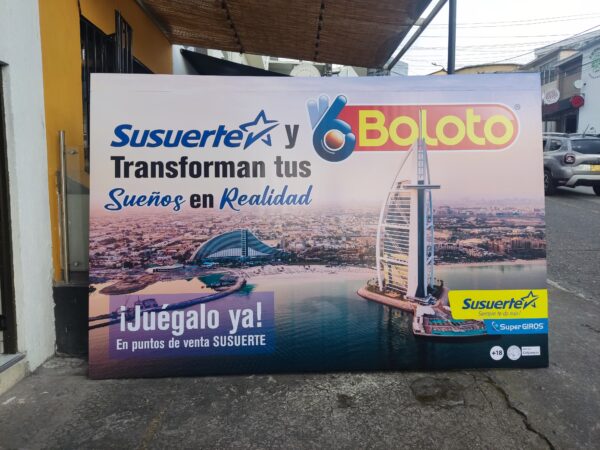 Susuerte y Baloto®
Transforman tus
Sueños en Realidad
¡Juégalo ya!
En puntos de venta SUSUERTE
Susuerte
Siempre te da más!
SuperGIROS
+18